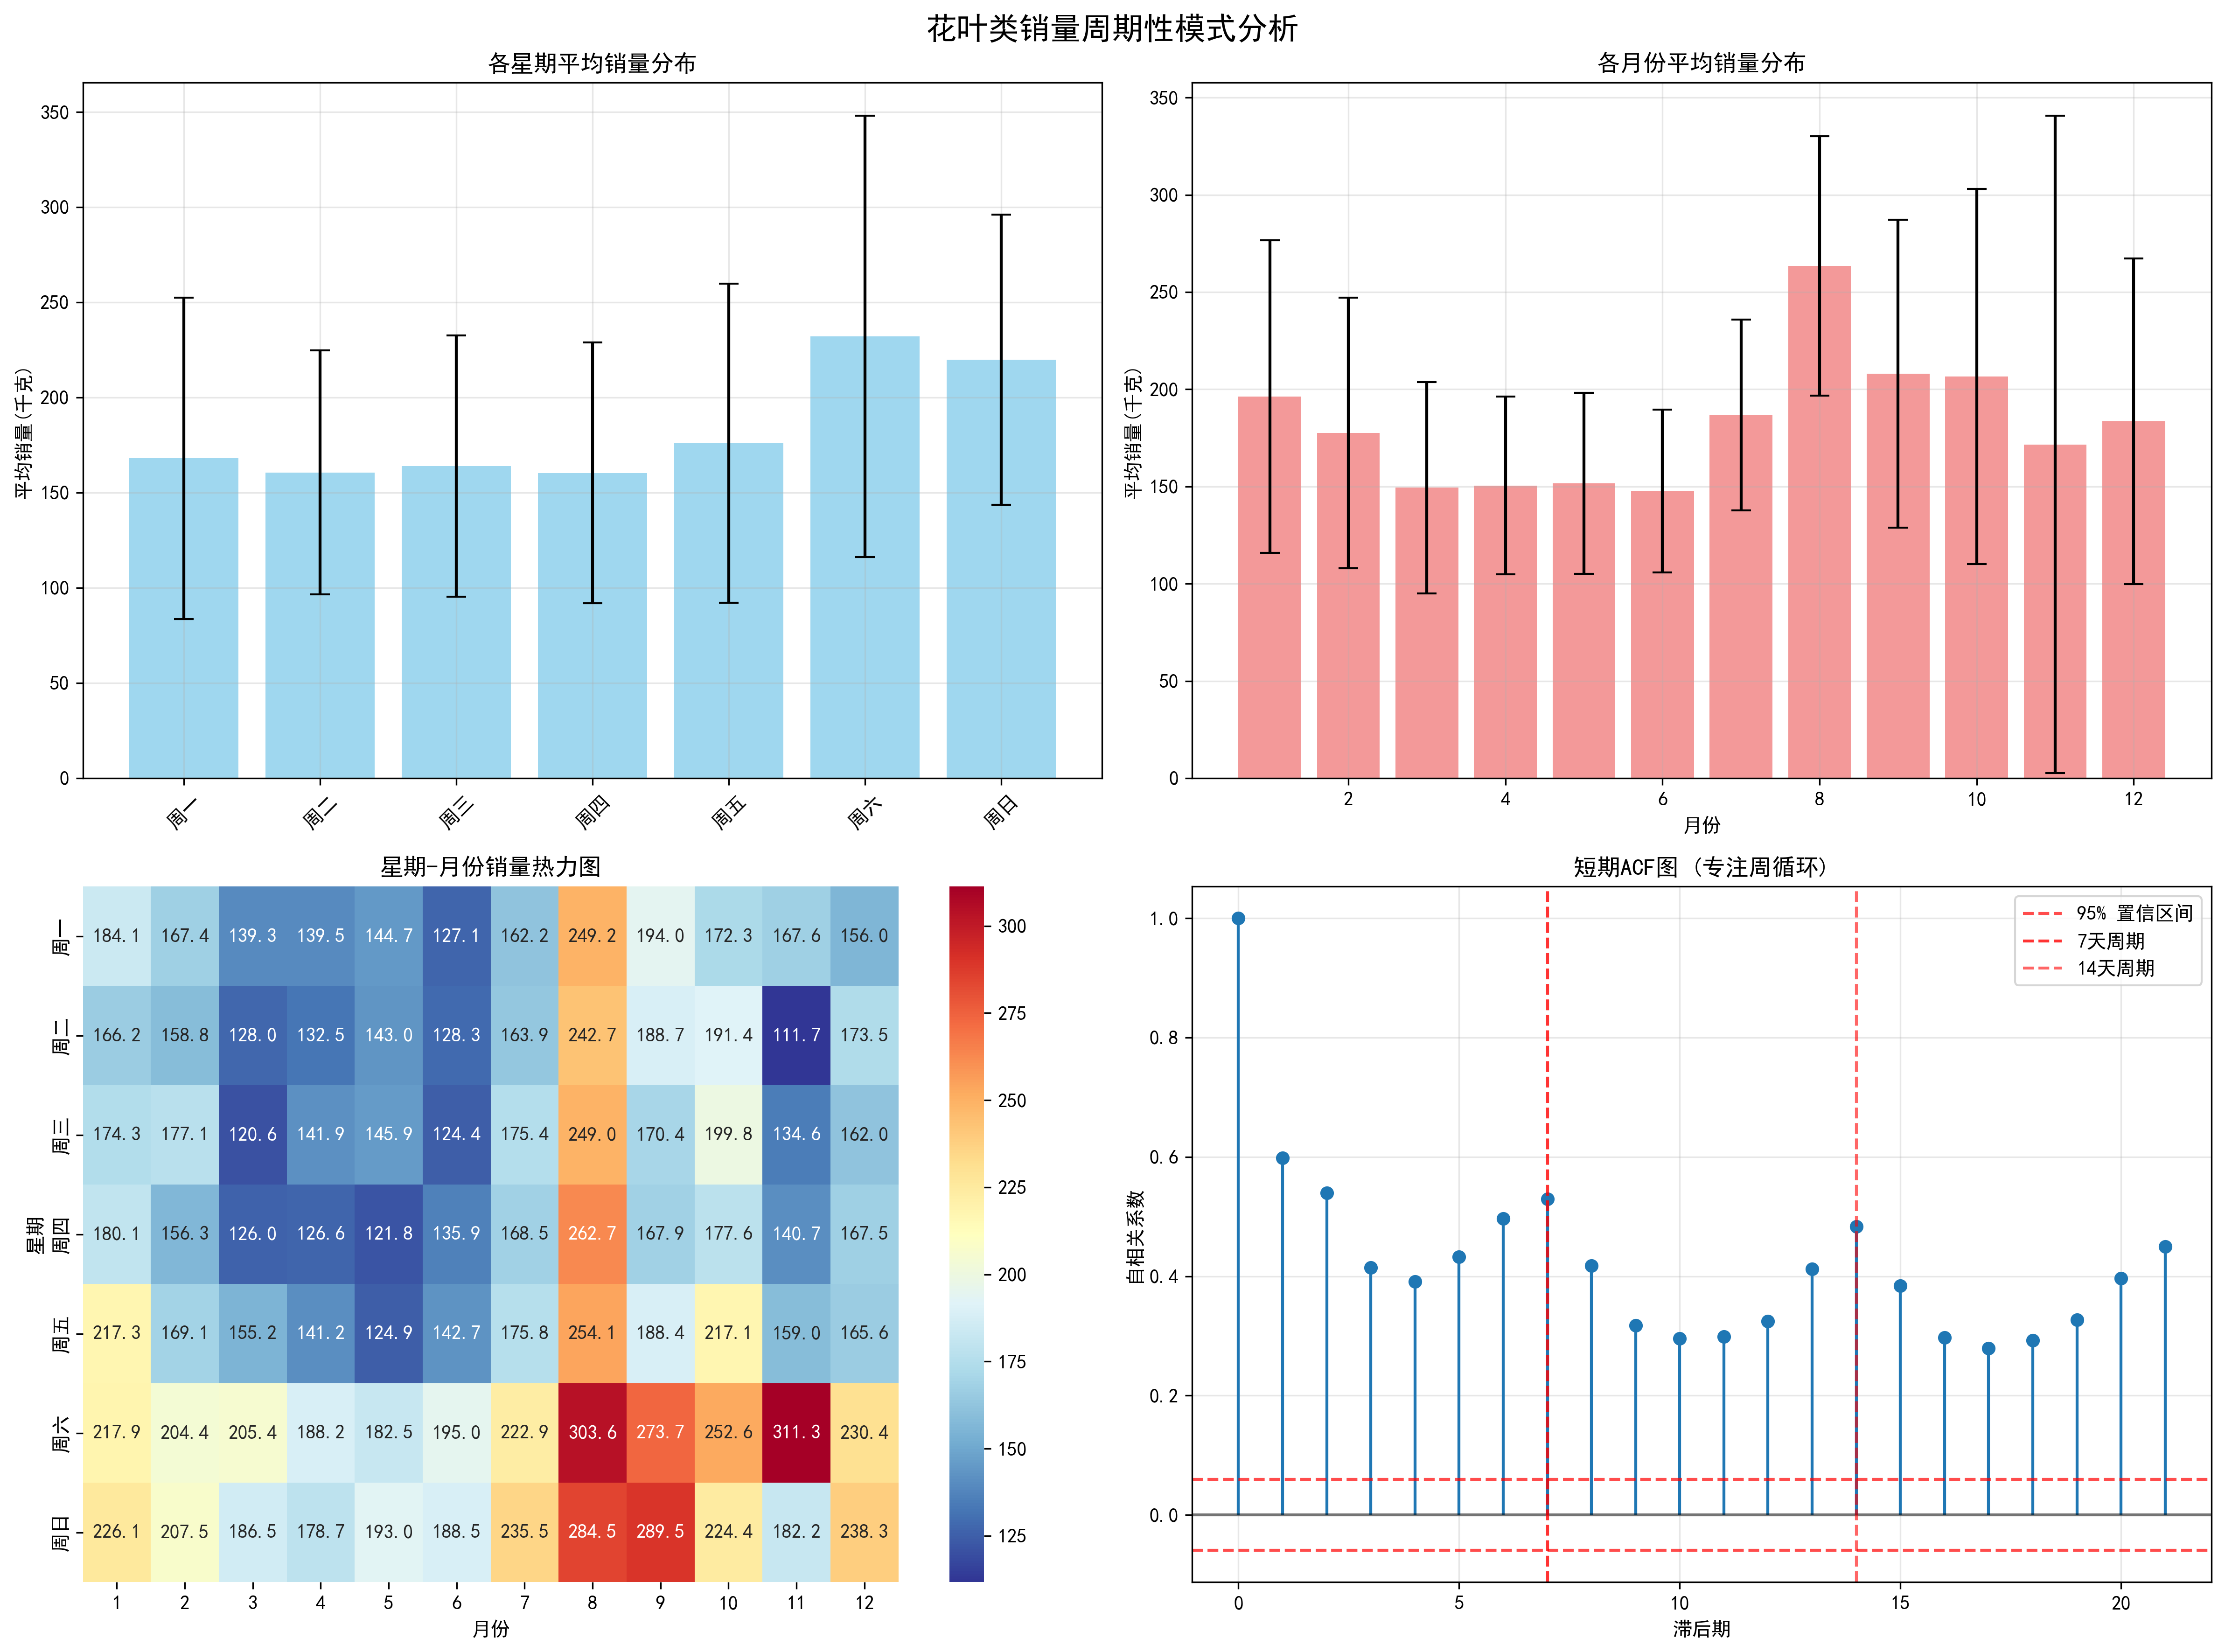 花叶类销量周期性模式分析
各星期平均销量分布
平均销量(千克)
350
300
250
200
150
100
50
0
周一 周二 周三 周四 周五 周六 周日
各月份平均销量分布
平均销量(千克)
350
300
250
200
150
100
50
0
2 4 6 8 10 12
月份
星期-月份销量热力图
星期
周一 184.1 167.4 139.3 139.5 144.7 127.1 162.2 249.2 194.0 172.3 167.6 156.0
周二 166.2 158.8 128.0 132.5 143.0 128.3 163.9 242.7 188.7 191.4 111.7 173.5
周三 174.3 177.1 120.6 141.9 145.9 124.4 175.4 249.0 170.4 199.8 134.6 162.0
周四 180.1 156.3 126.0 126.6 121.8 135.9 168.5 262.7 167.9 177.6 140.7 167.5
周五 217.3 169.1 155.2 141.2 124.9 142.7 175.8 254.1 188.4 217.1 159.0 165.6
周六 217.9 204.4 205.4 188.2 182.5 195.0 222.9 303.6 273.7 252.6 311.3 230.4
周日 226.1 207.5 186.5 178.7 193.0 188.5 235.5 284.5 289.5 224.4 182.2 238.3
1 2 3 4 5 6 7 8 9 10 11 12
月份
300
275
250
225
200
175
150
125
短期ACF图 (专注周循环)
95% 置信区间
7天周期
14天周期
自相关系数
1.0
0.8
0.6
0.4
0.2
0.0
0 5 10 15 20
滞后期